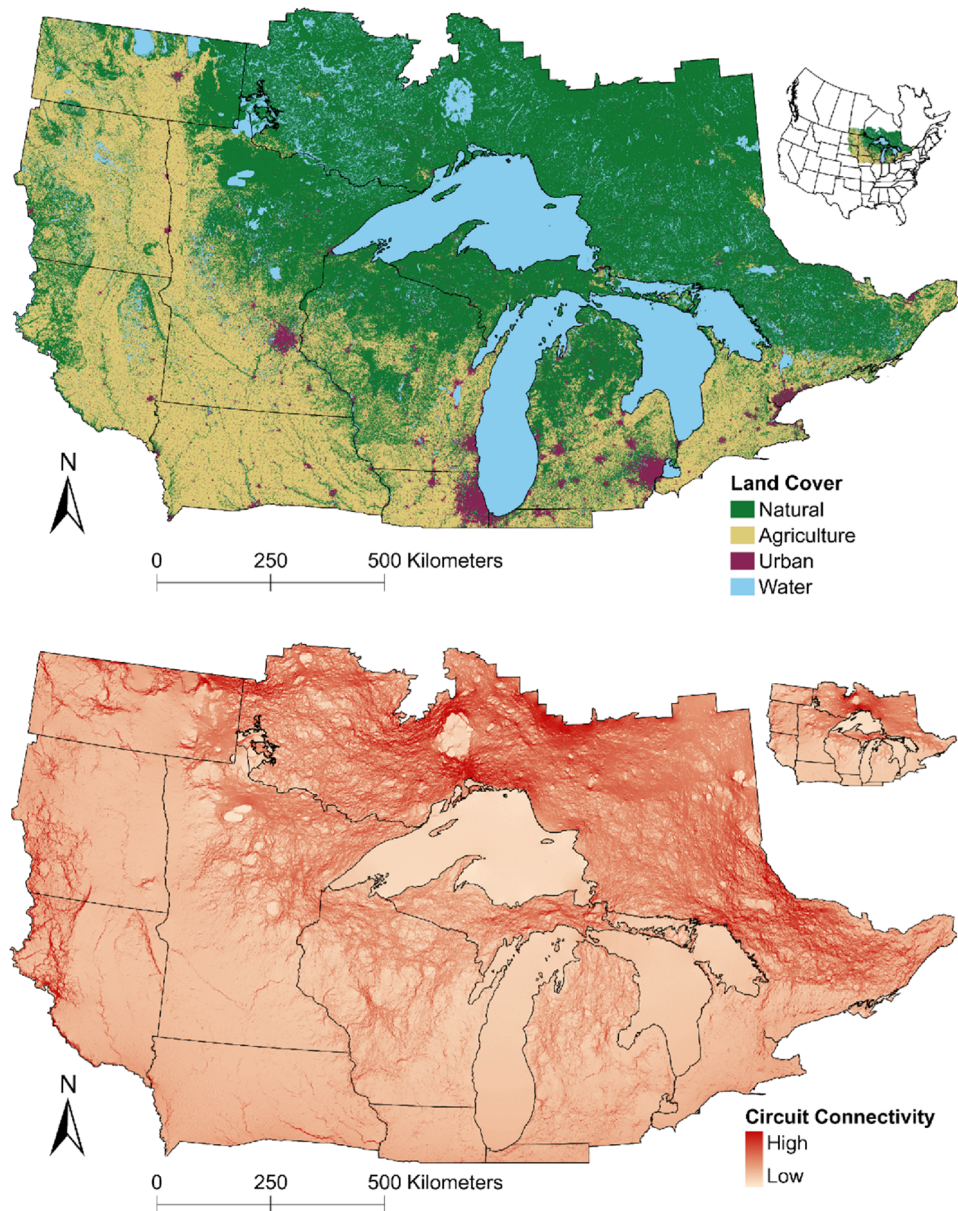 N
0 250 500 Kilometers
Land Cover
Natural
Agriculture
Urban
Water
N
0 250 500 Kilometers
Circuit Connectivity
High
Low